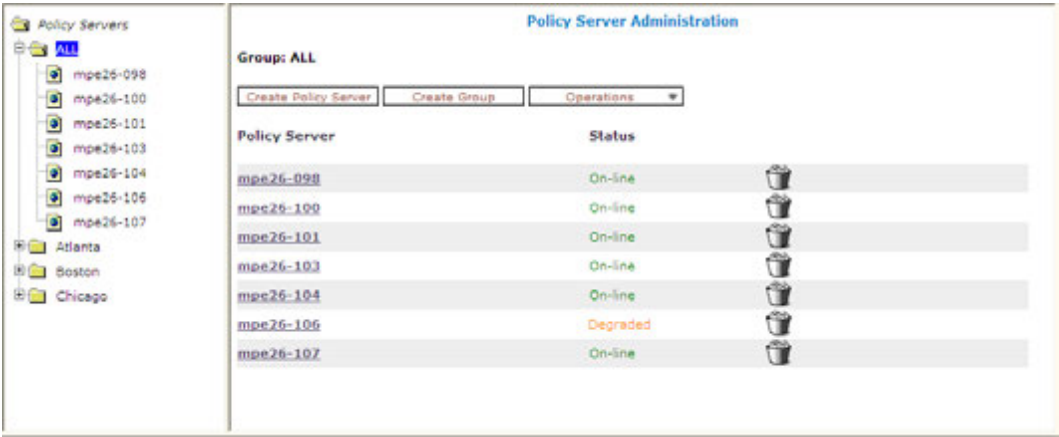 Policy Servers
ALL
mpe26-098
mpe26-100
mpe26-101
mpe26-103
mpe26-104
mpe26-106
mpe26-107
Atlanta
Boston
Chicago
Policy Server Administration
Group: ALL
Create Policy Server Create Group Operations
Policy Server Status
mpe26-098 On-line
mpe26-100 On-line
mpe26-101 On-line
mpe26-103 On-line
mpe26-104 On-line
mpe26-106 Degraded
mpe26-107 On-line